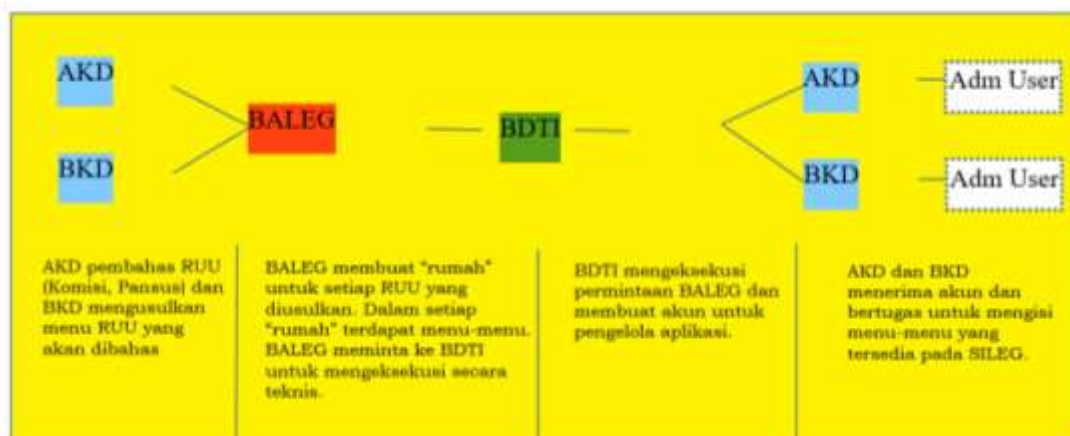 AKD
BKD
BALEG
BDTI
AKD
Adm User
BKD
Adm User
AKD pembahas RUU
(Komisi, Pansus) dan
BKD mengusulkan
menu RUU yang
akan dibahas
BALEG membuat "rumah"
untuk setiap RUU yang
diusulkan. Dalam setiap
"rumah" terdapat menu-menu.
BALEG meminta ke BDTI
untuk mengeksekusi secara
teknis.
BDTI mengeksekusi
permintaan BALEG dan
membuat akun untuk
pengelola aplikasi.
AKD dan BKD
menerima akun dan
bertugas untuk mengisi
menu-menu yang
tersedia pada SILEG.